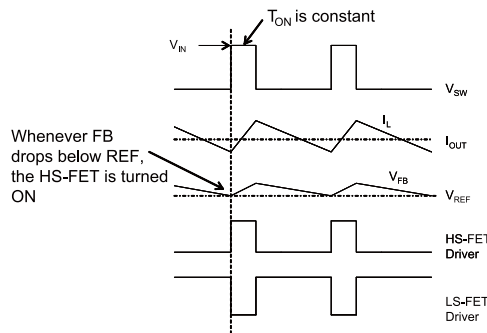 T_ON is constant
V_IN
V_SW
I_L
I_OUT
Whenever FB
drops below REF,
the HS-FET is turned
ON
V_FB
V_REF
HS-FET
Driver
LS-FET
Driver